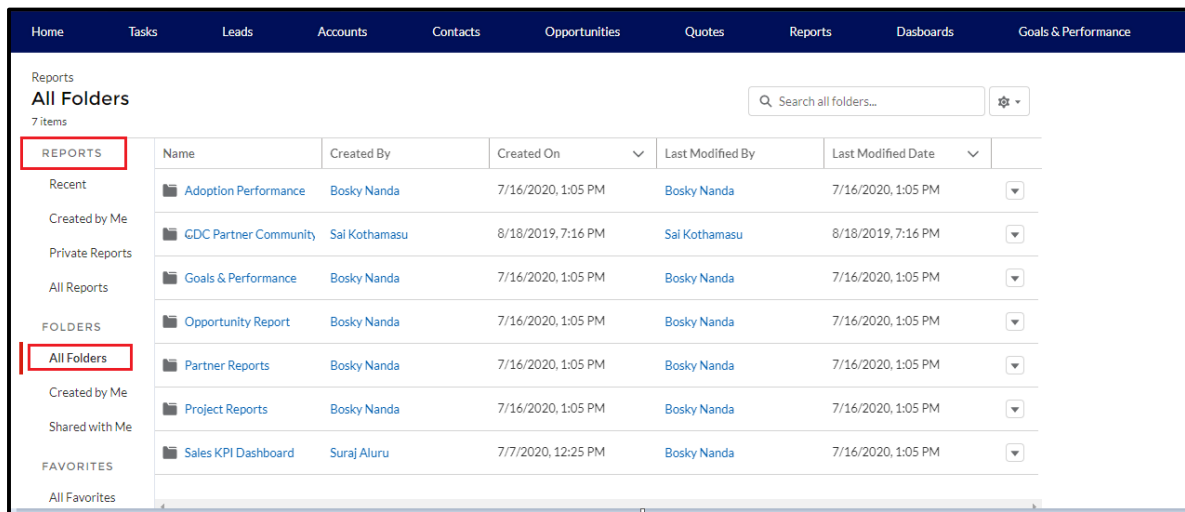 Home Tasks Leads Accounts Contacts Opportunities Quotes Reports Dasboards Goals & Performance
Reports
All Folders
7 items
Search all folders...
REPORTS
Recent
Created by Me
Private Reports
All Reports
FOLDERS
All Folders
Created by Me
Shared with Me
FAVORITES
All Favorites
Name Created By Created On Last Modified By Last Modified Date
Adoption Performance Bosky Nanda 7/16/2020, 1:05 PM Bosky Nanda 7/16/2020, 1:05 PM
CDC Partner Community Sai Kothamasu 8/18/2019, 7:16 PM Sai Kothamasu 8/18/2019, 7:16 PM
Goals & Performance Bosky Nanda 7/16/2020, 1:05 PM Bosky Nanda 7/16/2020, 1:05 PM
Opportunity Report Bosky Nanda 7/16/2020, 1:05 PM Bosky Nanda 7/16/2020, 1:05 PM
Partner Reports Bosky Nanda 7/16/2020, 1:05 PM Bosky Nanda 7/16/2020, 1:05 PM
Project Reports Bosky Nanda 7/16/2020, 1:05 PM Bosky Nanda 7/16/2020, 1:05 PM
Sales KPI Dashboard Suraj Aluru 7/7/2020, 12:25 PM Bosky Nanda 7/16/2020, 1:05 PM